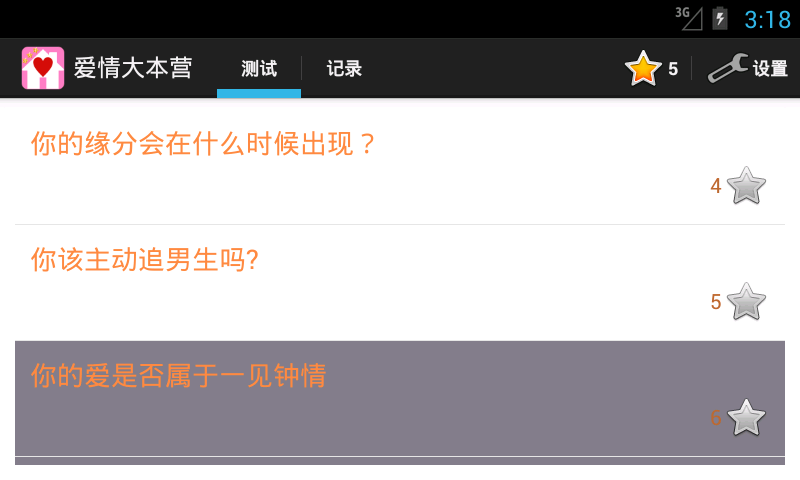 3G
3:18
爱情大本营
测试
记录
5
设置
你的缘分会在什么时候出现？
4
你该主动追男生吗?
5
你的爱是否属于一见钟情
6